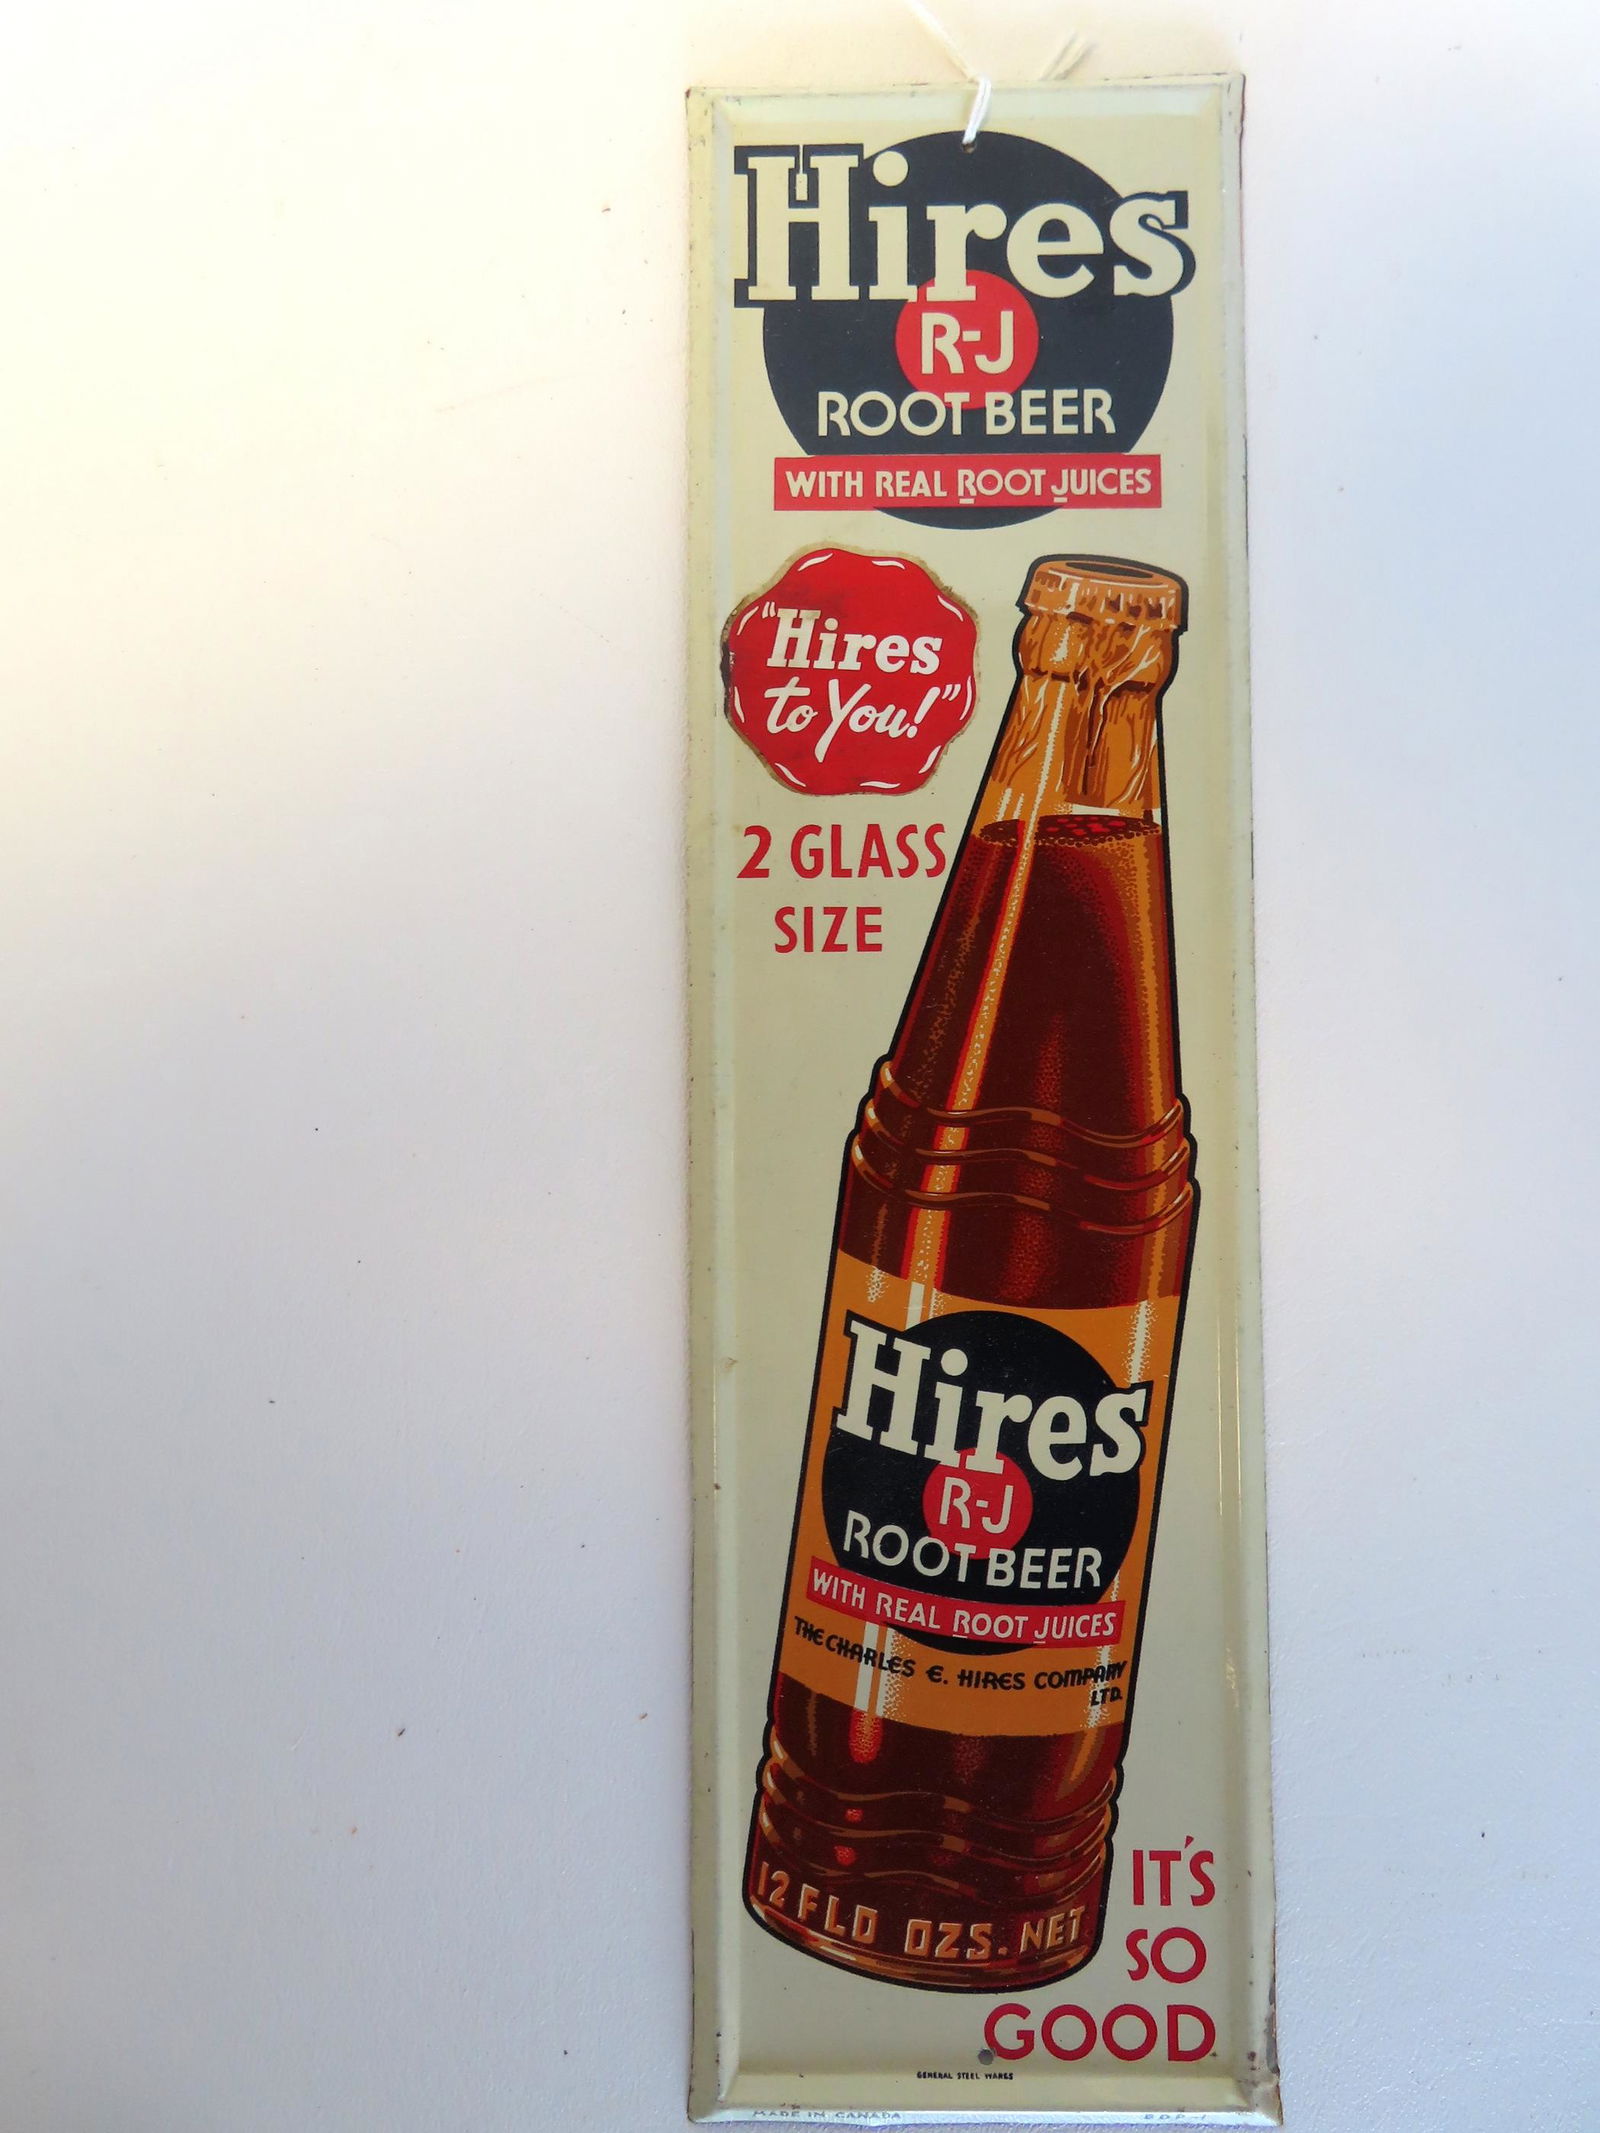 Hires
R-J
ROOT BEER
WITH REAL ROOT JUICES
"Hires
to You!"
2 GLASS
SIZE
Hires
R-J
ROOT BEER
WITH REAL ROOT JUICES
THE CHARLES E. HIRES COMPANY
LTD.
12 FLD OZS. NET
IT'S
SO
GOOD
GENERAL STEEL WARES
MADE IN CANADA